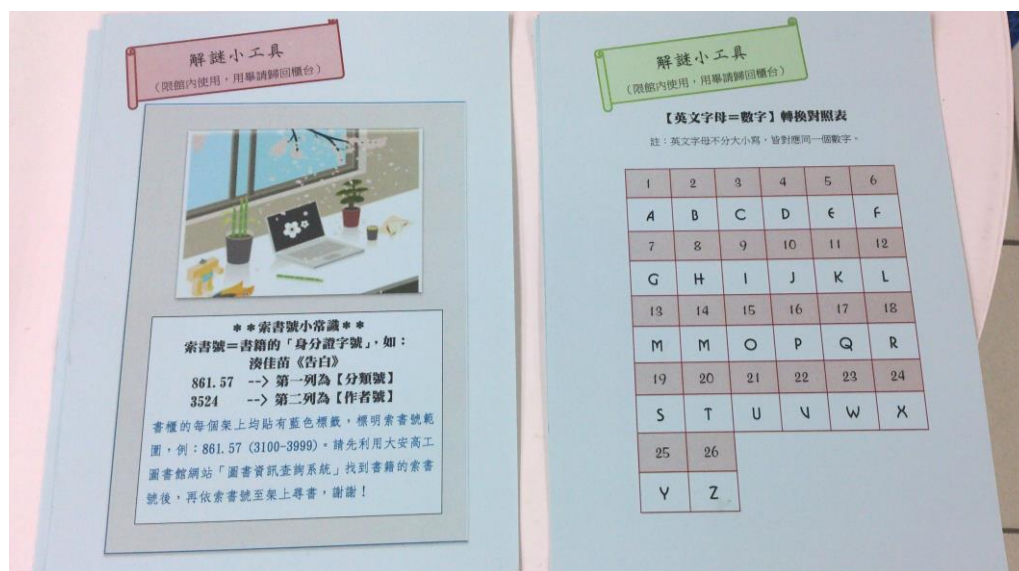 解謎小工具
（限館內使用，用畢請歸回櫃台）
＊＊索書號小常識＊＊
索書號＝書籍的「身分證字號」，如：
湊佳苗《告白》
861.57 --> 第一列為【分類號】
3524 --> 第二列為【作者號】
書櫃的每個架上均貼有藍色標籤，標明索書號範
圍，例：861.57 (3100-3999)。請先利用大安高工
圖書館網站「圖書資訊查詢系統」找到書籍的索書
號後，再依索書號至架上尋書，謝謝！
解謎小工具
（限館內使用，用畢請歸回櫃台）
【英文字母＝數字】轉換對照表
註：英文字母不分大小寫，皆對應同一個數字。
1 2 3 4 5 6
A B C D E F
7 8 9 10 11 12
G H I J K L
13 14 15 16 17 18
M M O P Q R
19 20 21 22 23 24
S T U V W X
25 26
Y Z